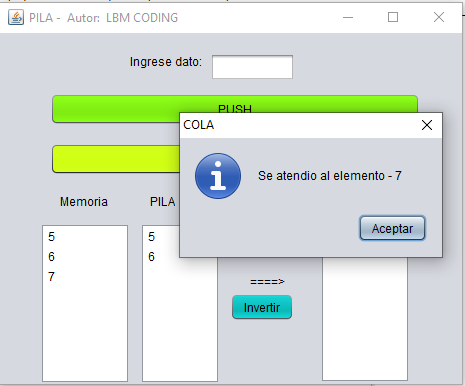 PILA - Autor: LBM CODING
Ingrese dato:
PUSH
COLA
Se atendio al elemento - 7
Aceptar
Memoria
PILA
5
6
7
5
6
====>
Invertir